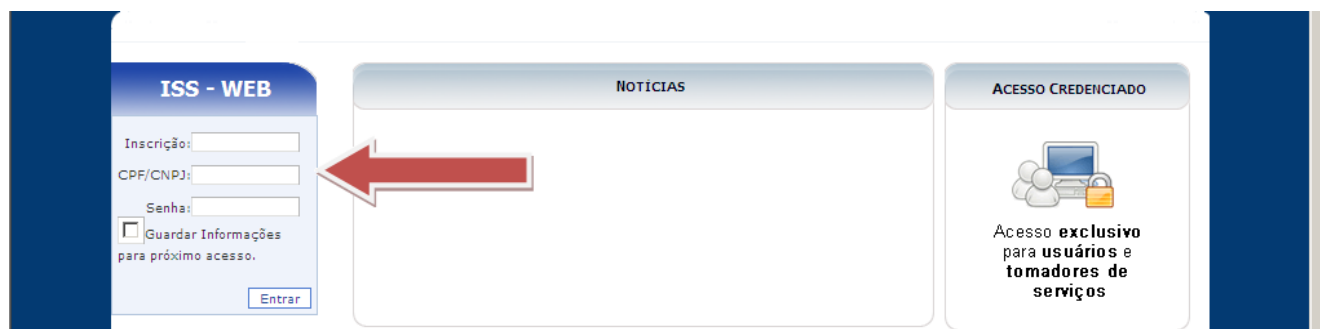 ISS - WEB
Inscrição:
CPF/CNPJ:
Senha:
Guardar Informações
para próximo acesso.
Entrar
NOTÍCIAS
ACESSO CREDENCIADO
Acesso exclusivo
para usuários e
tomadores de
serviços